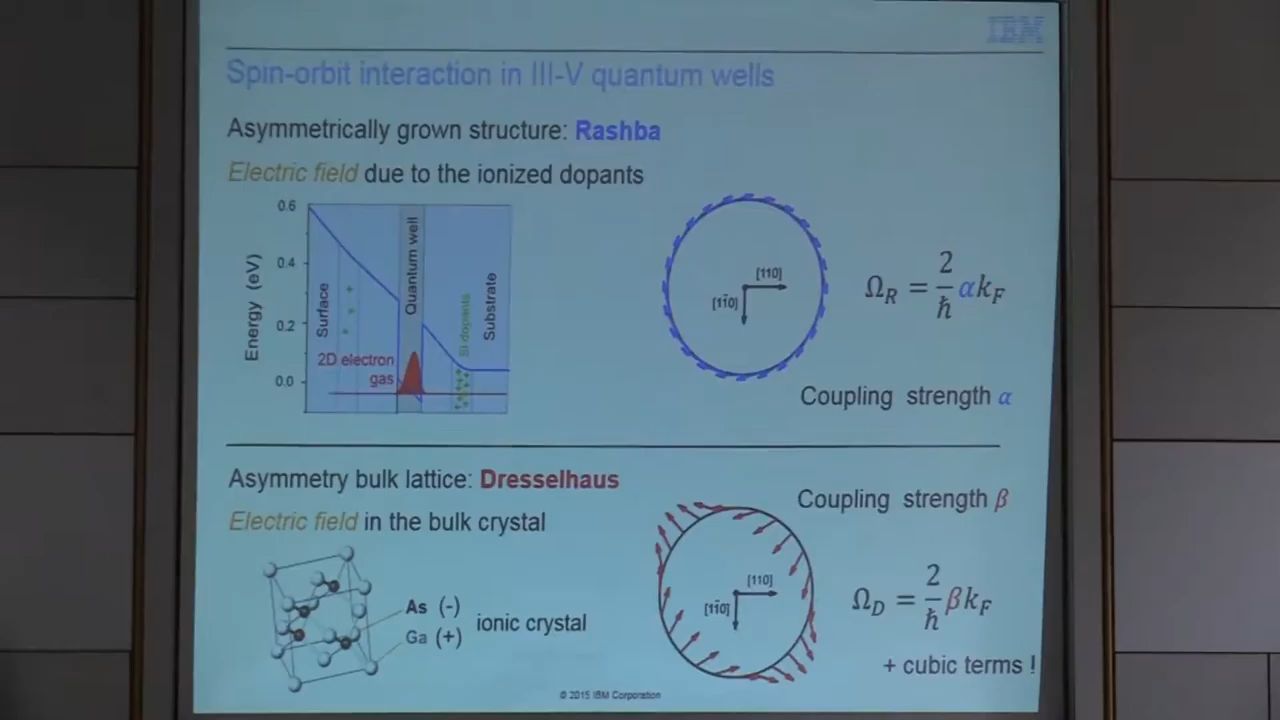 IBM
Spin-orbit interaction in III-V quantum wells
Asymmetrically grown structure: Rashba
Electric field due to the ionized dopants
0.6
0.4
0.2
0.0
Energy (eV)
Surface
Quantum well
Si dopants
Substrate
2D electron
gas
[110]
[11̄0]
Ω_R = 2/ℏ αk_F
Coupling strength α
Asymmetry bulk lattice: Dresselhaus
Electric field in the bulk crystal
As (-)
Ga (+)
ionic crystal
[110]
[11̄0]
Coupling strength β
Ω_D = 2/ℏ βk_F
+ cubic terms !
© 2015 IBM Corporation